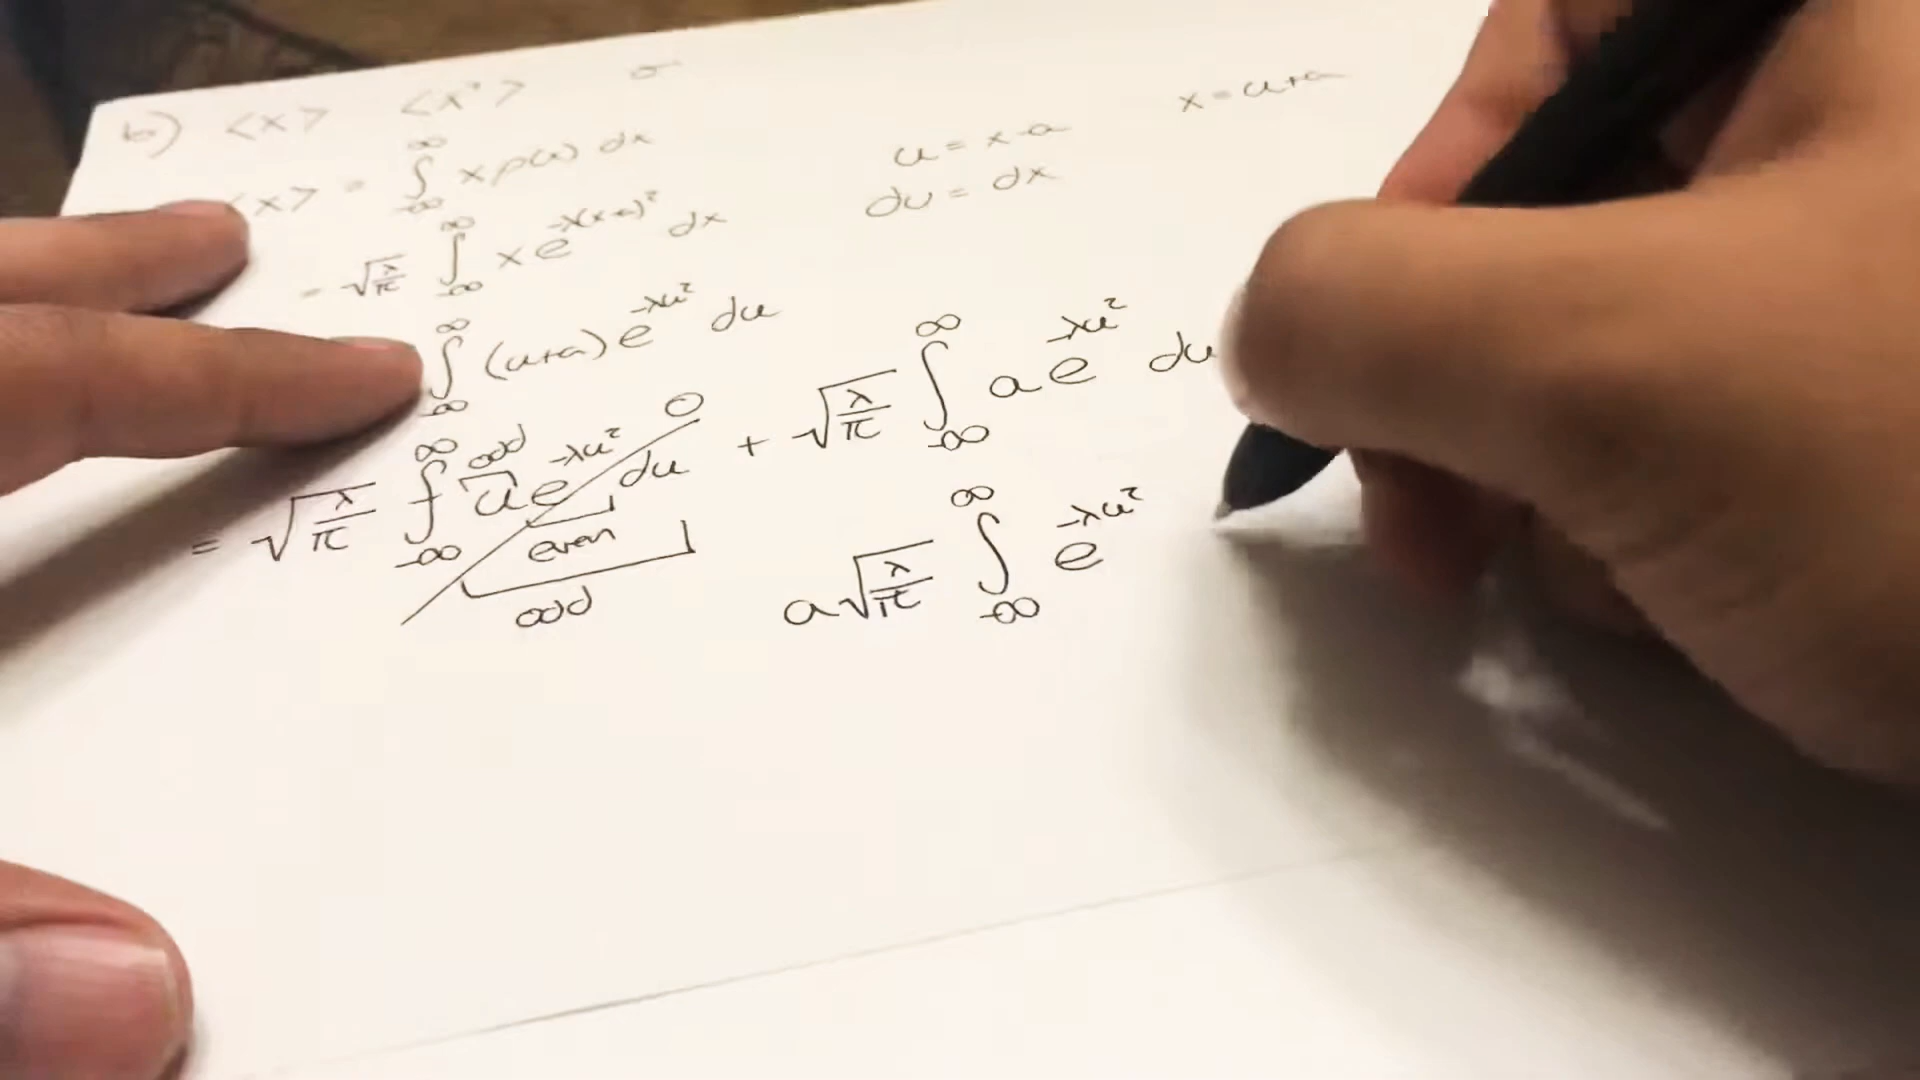 b) <x> <x²> σ
<x> = ∫_{-∞}^{∞} x ρ(x) dx
u = x-a
x = u+a
du = dx
= √(λ/π) ∫_{-∞}^{∞} x e^{-λ(x-a)²} dx
∫_{-∞}^{∞} (u+a) e^{-λu²} du
= √(λ/π) ∫_{-∞}^{∞} u e^{-λu²} du + √(λ/π) ∫_{-∞}^{∞} a e^{-λu²} du
odd
0
even
odd
a√(λ/π) ∫_{-∞}^{∞} e^{-λu²}